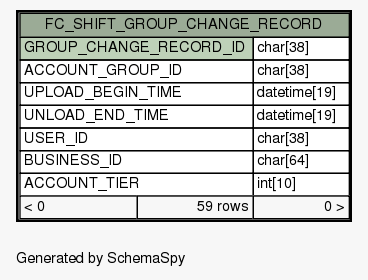 FC_SHIFT_GROUP_CHANGE_RECORD
GROUP_CHANGE_RECORD_ID char[38]
ACCOUNT_GROUP_ID char[38]
UPLOAD_BEGIN_TIME datetime[19]
UNLOAD_END_TIME datetime[19]
USER_ID char[38]
BUSINESS_ID char[64]
ACCOUNT_TIER int[10]
< 0 59 rows 0 >
Generated by SchemaSpy